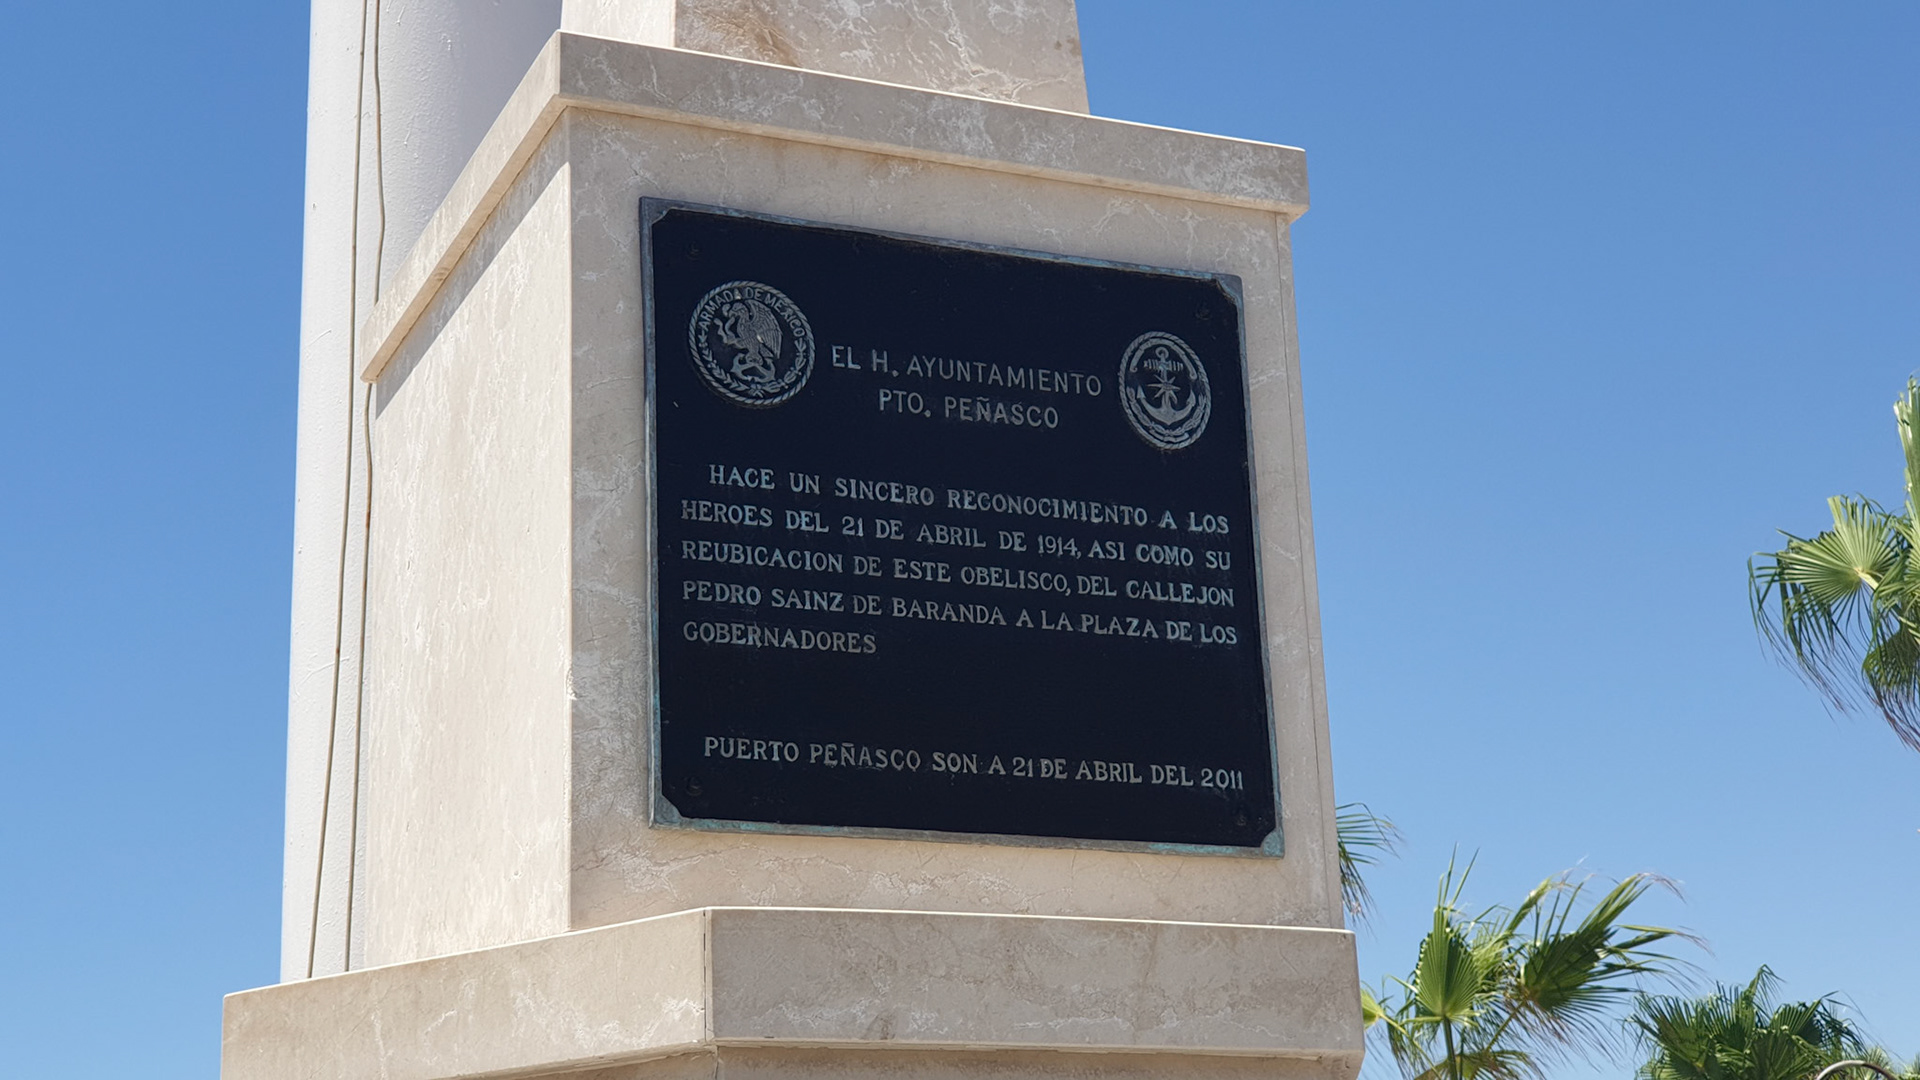 ARMADA DE MEXICO
EL H. AYUNTAMIENTO
PTO. PEÑASCO
HACE UN SINCERO RECONOCIMIENTO A LOS
HEROES DEL 21 DE ABRIL DE 1914, ASI COMO SU
REUBICACION DE ESTE OBELISCO, DEL CALLEJON
PEDRO SAINZ DE BARANDA A LA PLAZA DE LOS
GOBERNADORES
PUERTO PEÑASCO SON A 21 DE ABRIL DEL 2011